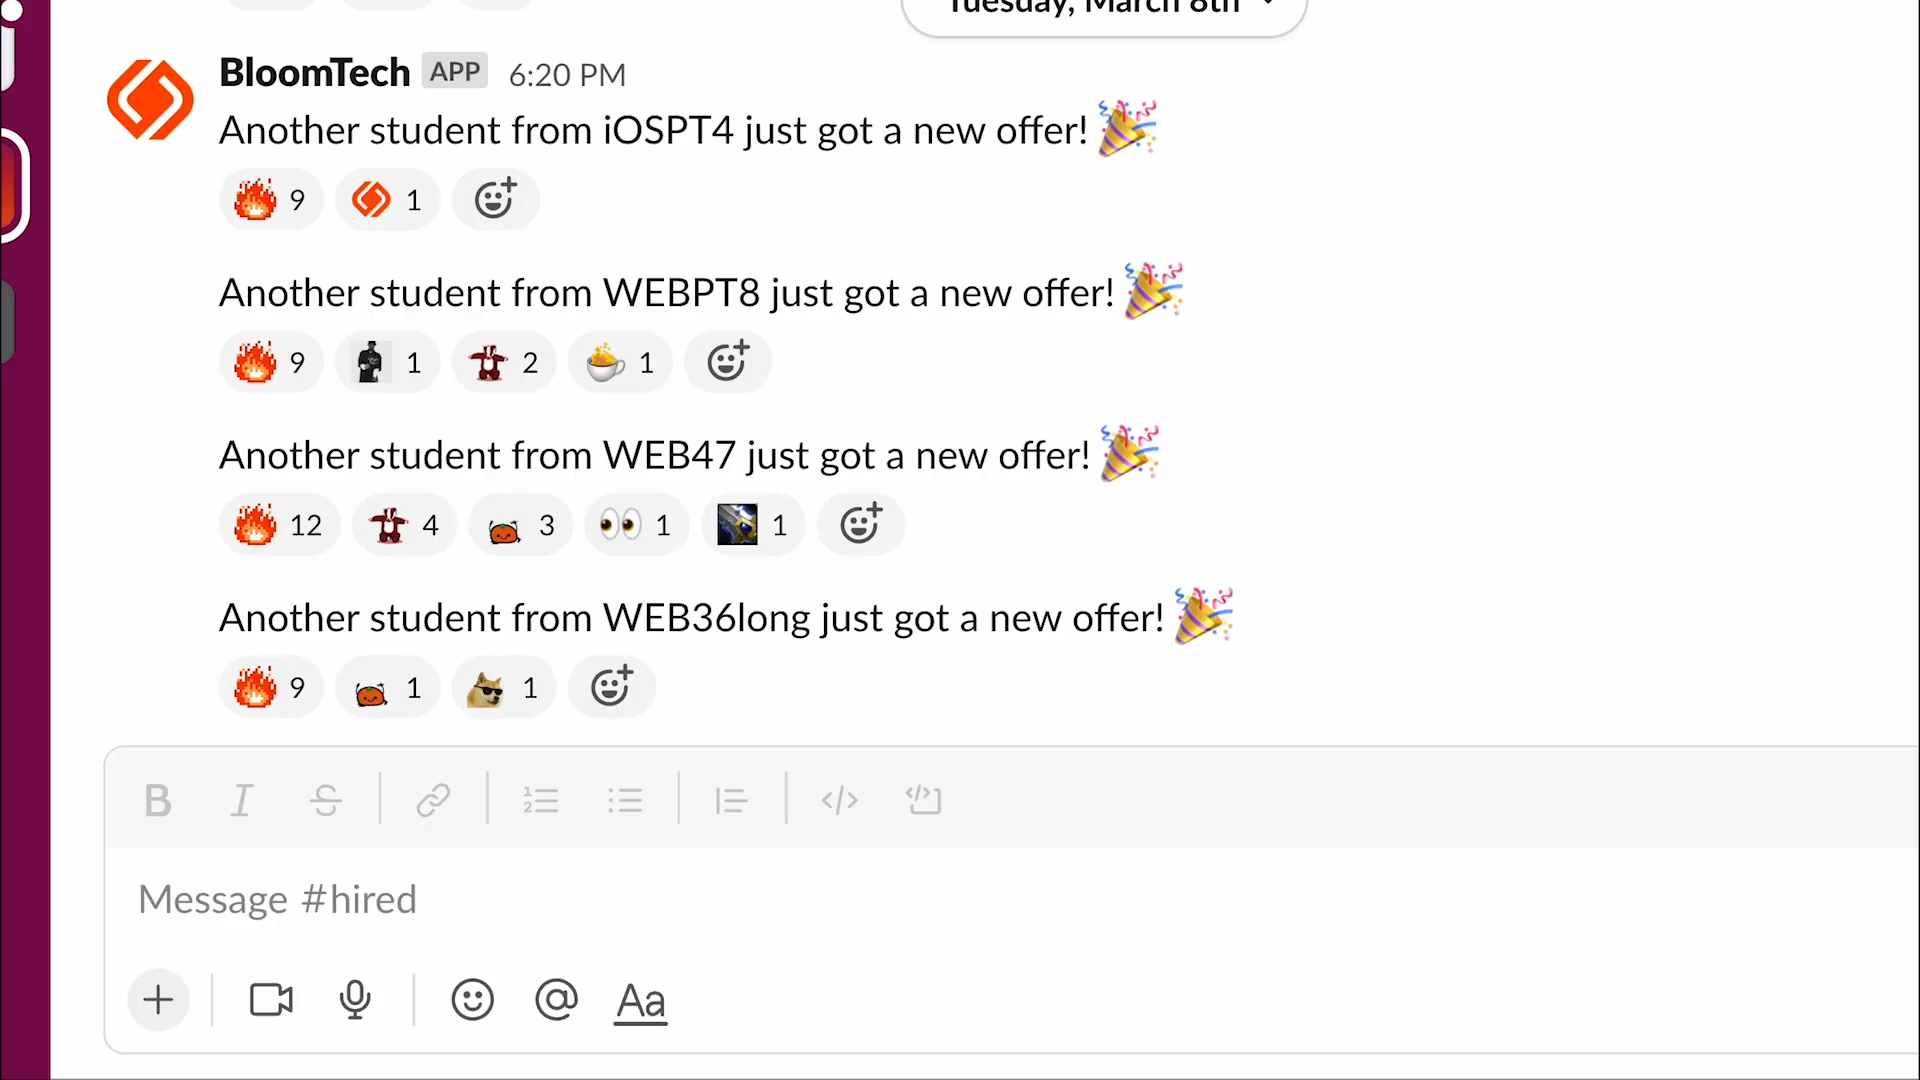 Tuesday, March 8th
BloomTech APP 6:20 PM
Another student from iOSPT4 just got a new offer!
9 1
Another student from WEBPT8 just got a new offer!
9 1 2 1
Another student from WEB47 just got a new offer!
12 4 3 1 1
Another student from WEB36long just got a new offer!
9 1 1
B I S
Message #hired
@ Aa